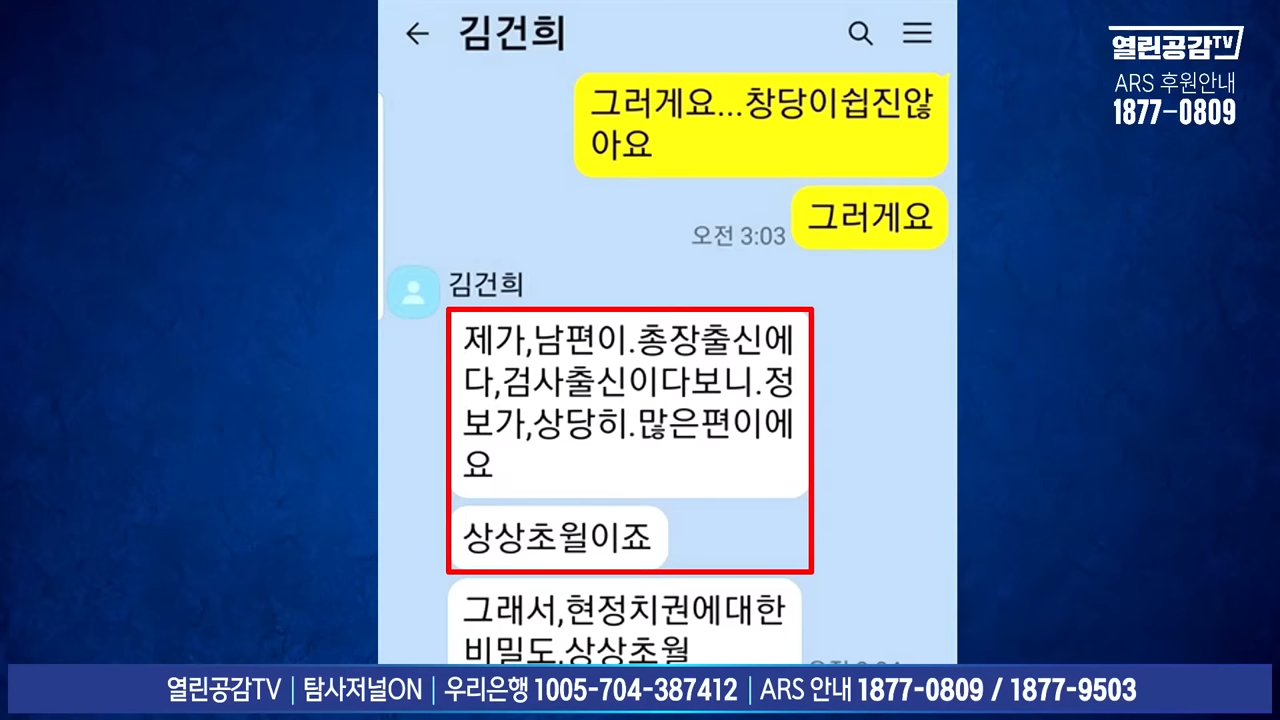 김건희
열린공감TV
ARS 후원안내
1877-0809
그러게요...창당이쉽진않
아요
그러게요
오전 3:03
김건희
제가,남편이.총장출신에
다,검사출신이다보니.정
보가,상당히.많은편이에
요
상상초월이죠
그래서,현정치권에대한
비밀도.상상초월
열린공감TV | 탐사저널ON | 우리은행 1005-704-387412 | ARS 안내 1877-0809 / 1877-9503